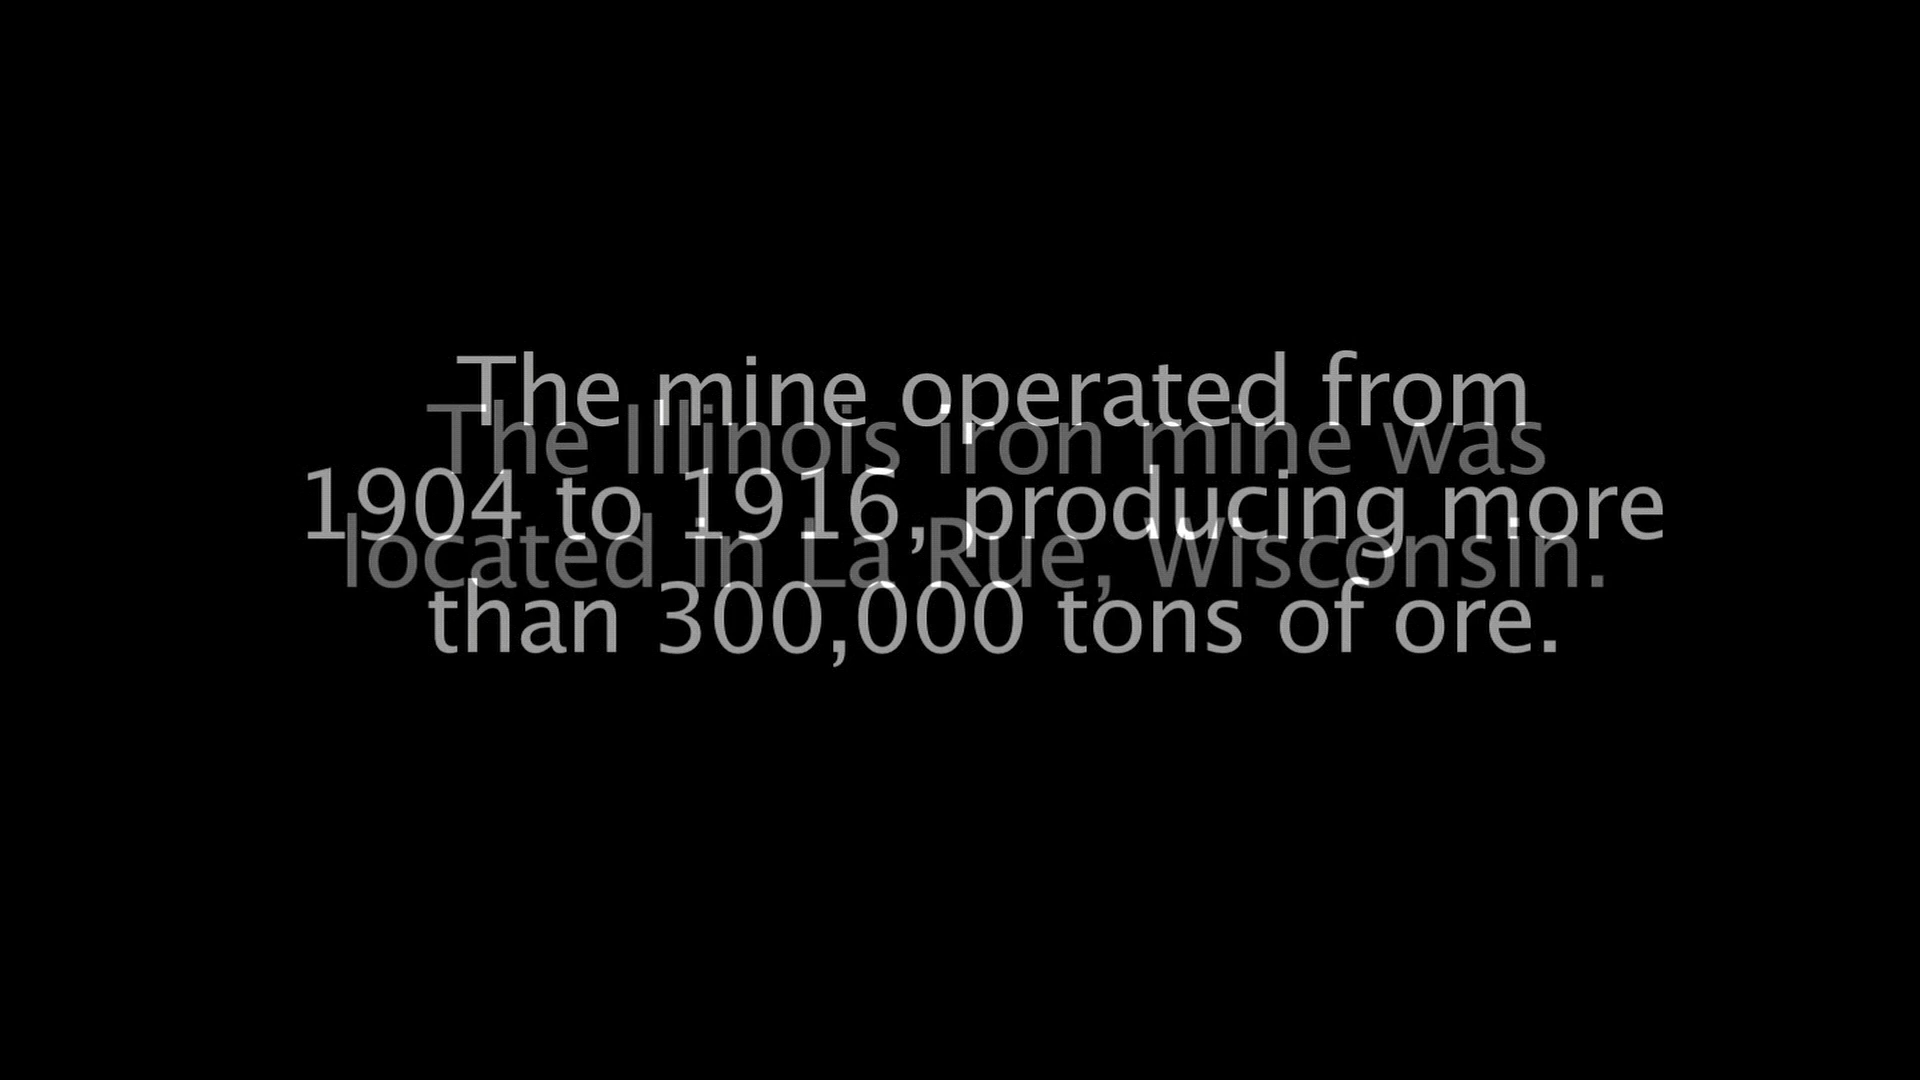 The mine operated from
The Illinois iron mine was
1904 to 1916, producing more
located in La Rue, Wisconsin.
than 300,000 tons of ore.